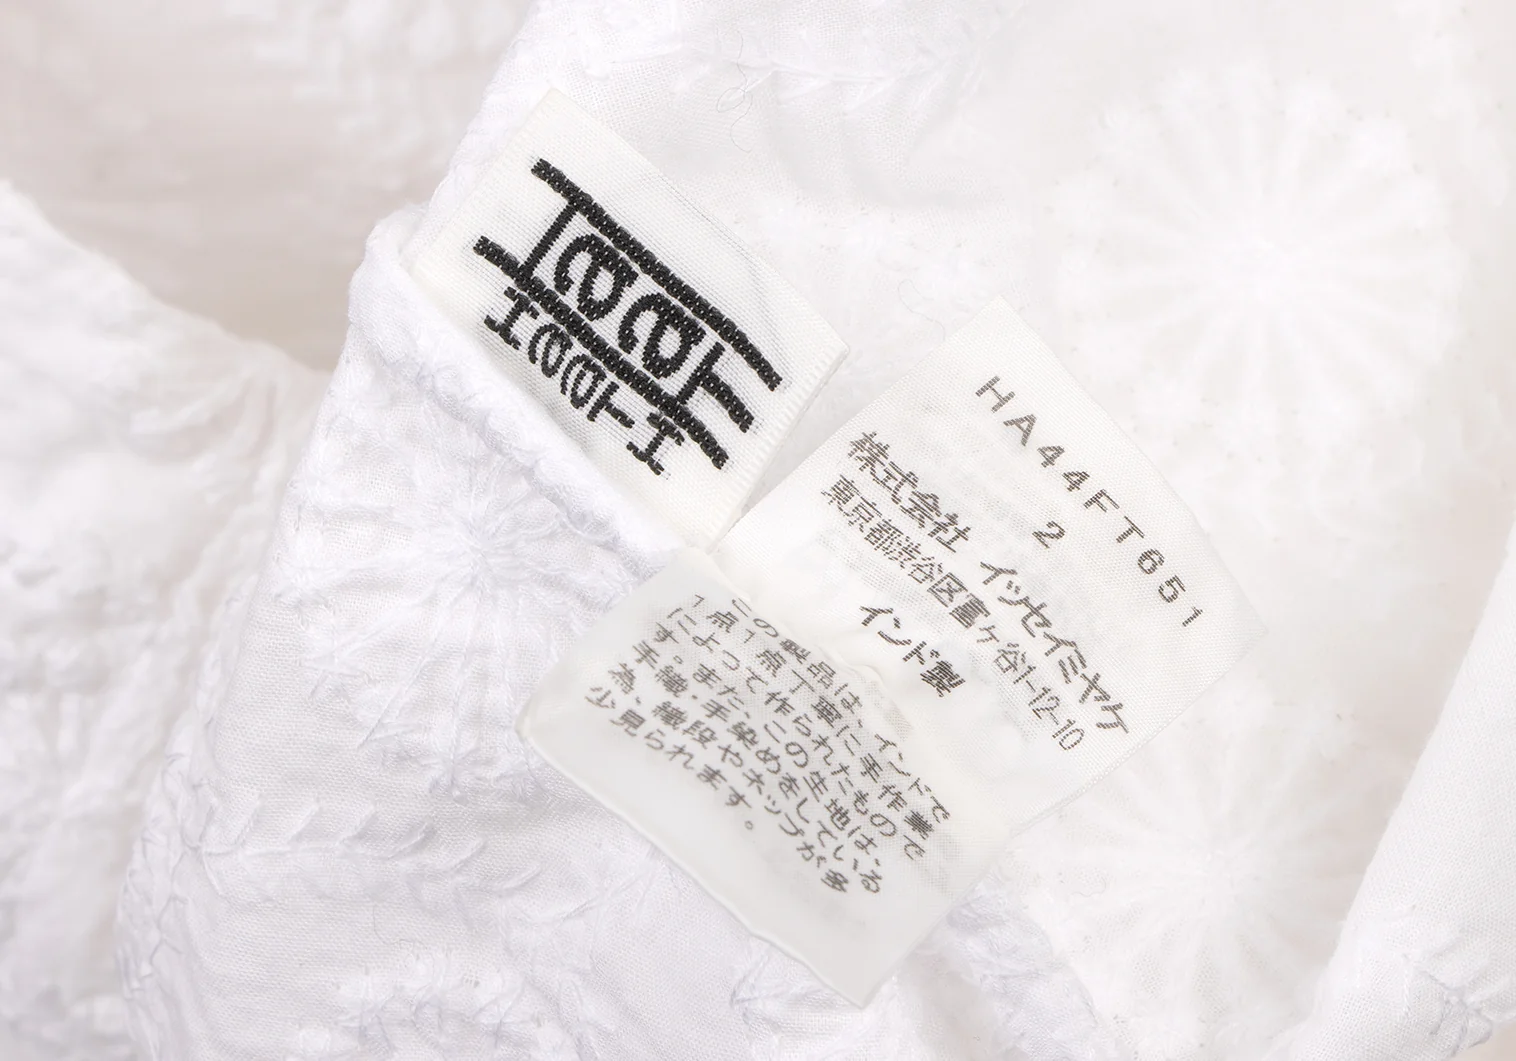 HA44FT651
2
株式会社 イッセイミヤケ
東京都渋谷区富ヶ谷1-12-10
インド製
この製品は、インドで
1点1点丁寧に手作業で
によって作られたもので
す。また、この生地は、
手織・手染めをしている
為、織段やネップが多
少見られます。